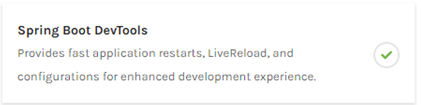 Spring Boot DevTools
Provides fast application restarts, LiveReload, and
configurations for enhanced development experience.